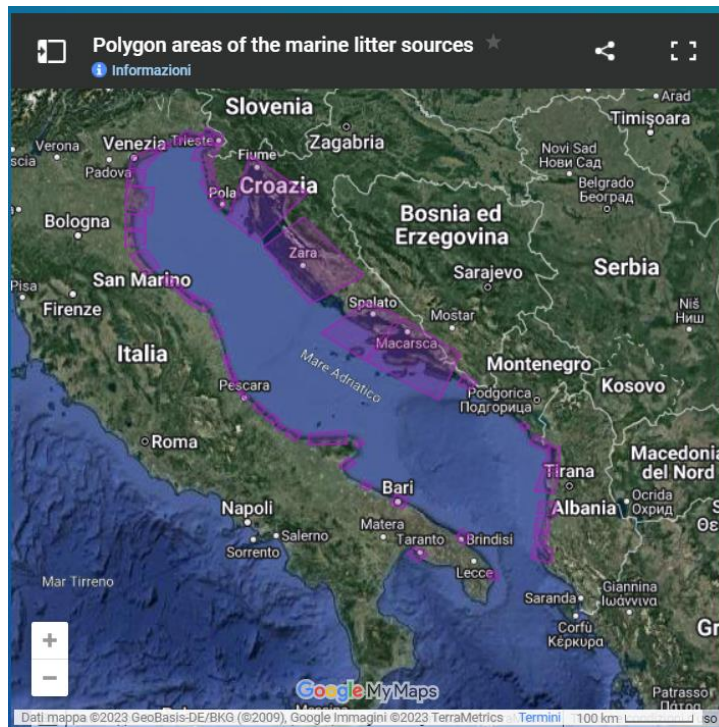 Polygon areas of the marine litter sources
Informazioni
Arad
Slovenia
Timişoara
Verona
Venezia
Trieste
Zagabria
Padova
Fiume
Novi Sad
Нови Сад
Pola
Croazia
Belgrado
Београд
Bologna
Bosnia ed
Erzegovina
Zara
San Marino
Sarajevo
Serbia
Pisa
Firenze
Spalato
Mostar
Niš
Ниш
Macarsca
Italia
Mare Adriatico
Montenegro
Kosovo
Pescara
Podgorica
Подгорица
Roma
Macedonia
del Nord
Tirana
Bari
Ocrida
Охрид
Napoli
Matera
Albania
Salerno
Taranto
Brindisi
Sorrento
Lecce
Mar Tirreno
Saranda
Giannina
Ιωάννινα
Corfù
Κέρκυρα
Patrasso
Πάτρα
Google My Maps
Dati mappa ©2023 GeoBasis-DE/BKG (©2009), Google Immagini ©2023 TerraMetrics
Termini
100 km